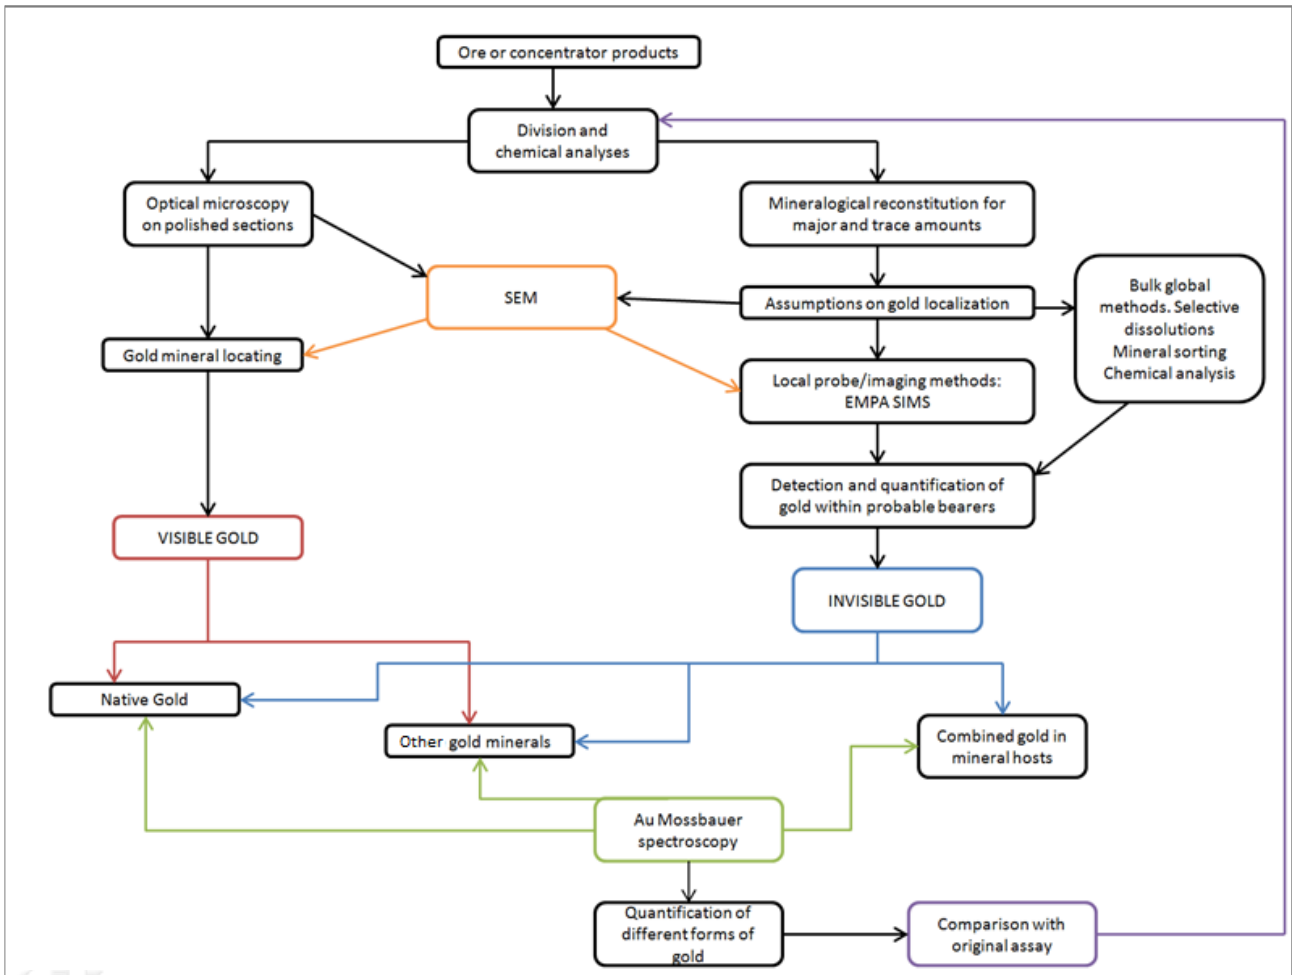 Ore or concentrator products
Division and
chemical analyses
Optical microscopy
on polished sections
Mineralogical reconstitution for
major and trace amounts
SEM
Assumptions on gold localization
Bulk global
methods. Selective
dissolutions
Mineral sorting
Chemical analysis
Gold mineral locating
Local probe/imaging methods:
EMPA SIMS
Detection and quantification of
gold within probable bearers
VISIBLE GOLD
INVISIBLE GOLD
Native Gold
Other gold minerals
Combined gold in
mineral hosts
Au Mossbauer
spectroscopy
Quantification of
different forms of
gold
Comparison with
original assay